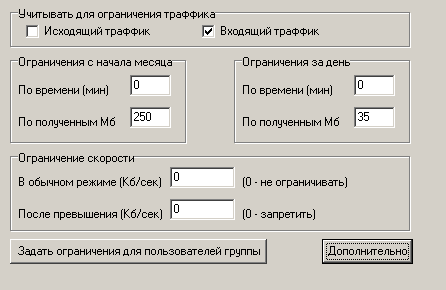 Учитывать для ограничения траффика
Исходящий траффик Входящий траффик
Ограничения с начала месяца Ограничения за день
По времени (мин) 0 По времени (мин) 0
По полученным Мб 250 По полученным Мб 35
Ограничение скорости
В обычном режиме (Кб/сек) 0 (0 - не ограничивать)
После превышения (Кб/сек) 0 (0 - запретить)
Задать ограничения для пользователей группы Дополнительно